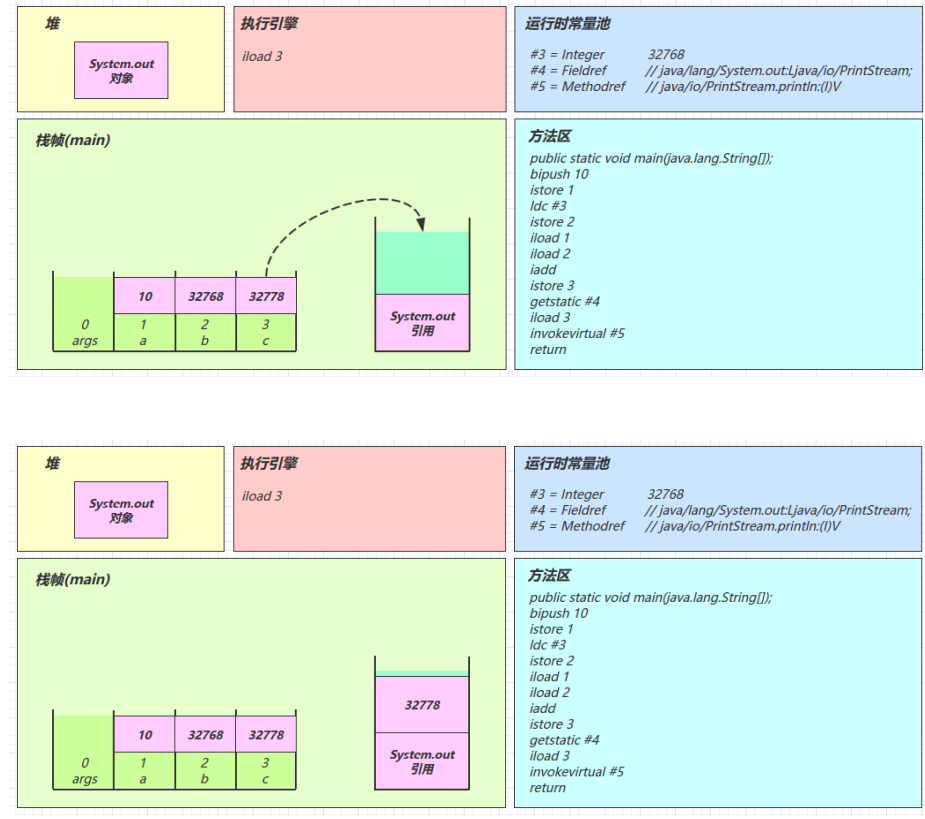 堆
System.out
对象
执行引擎
iload 3
运行时常量池
#3 = Integer 32768
#4 = Fieldref // java/lang/System.out:Ljava/io/PrintStream;
#5 = Methodref // java/io/PrintStream.println:(I)V
栈帧(main)
10 32768 32778
0 1 2 3
args a b c
System.out
引用
方法区
public static void main(java.lang.String[]);
bipush 10
istore 1
ldc #3
istore 2
iload 1
iload 2
iadd
istore 3
getstatic #4
iload 3
invokevirtual #5
return
堆
System.out
对象
执行引擎
iload 3
运行时常量池
#3 = Integer 32768
#4 = Fieldref // java/lang/System.out:Ljava/io/PrintStream;
#5 = Methodref // java/io/PrintStream.println:(I)V
栈帧(main)
10 32768 32778
0 1 2 3
args a b c
32778
System.out
引用
方法区
public static void main(java.lang.String[]);
bipush 10
istore 1
ldc #3
istore 2
iload 1
iload 2
iadd
istore 3
getstatic #4
iload 3
invokevirtual #5
return